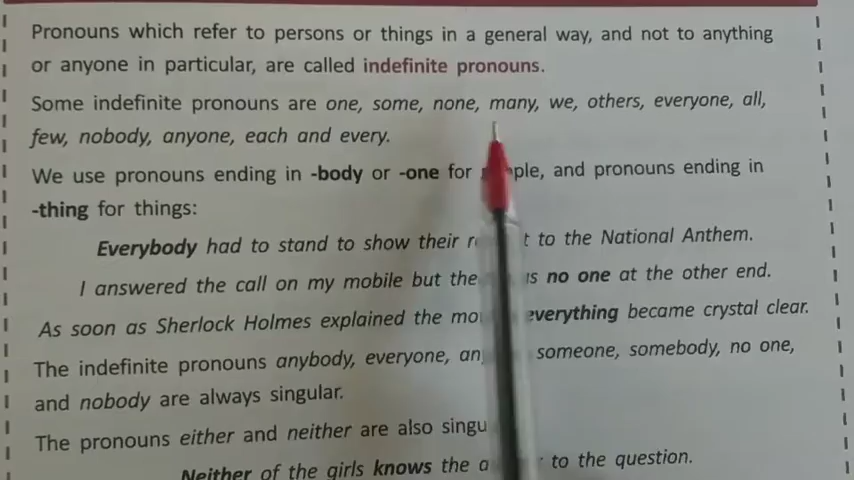 Pronouns which refer to persons or things in a general way, and not to anything
or anyone in particular, are called indefinite pronouns.
Some indefinite pronouns are one, some, none, many, we, others, everyone, all,
few, nobody, anyone, each and every.
We use pronouns ending in -body or -one for and pronouns ending in
-thing for things:
Everybody had to stand to show their to the National Anthem.
I answered the call on my mobile but no one at the other end.
As soon as Sherlock Holmes explained the everything became crystal clear.
The indefinite pronouns anybody, everyone, someone, somebody, no one,
and nobody are always singular.
The pronouns either and neither are also
Neither of the girls knows the to the question.